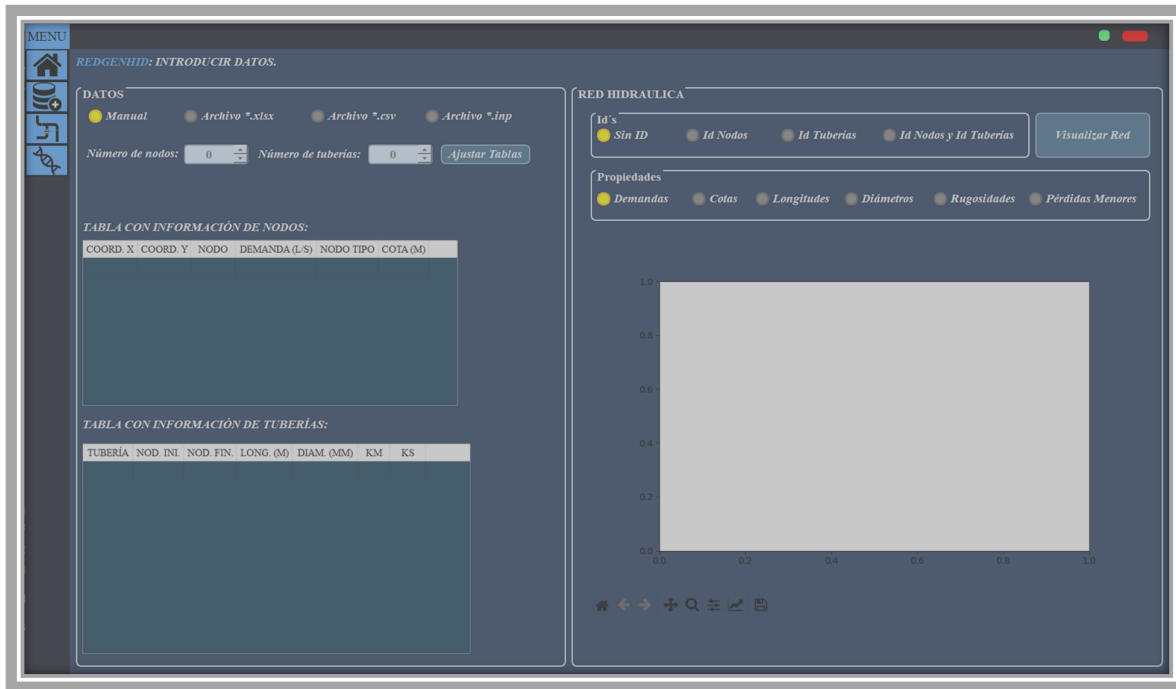 MENU
REDGENHID: INTRODUCIR DATOS.
DATOS
Manual Archivo *.xlsx Archivo *.csv Archivo *.inp
Número de nodos: 0 Número de tuberías: 0 Ajustar Tablas
TABLA CON INFORMACIÓN DE NODOS:
COORD. X COORD. Y NODO DEMANDA (L/S) NODO TIPO COTA (M)
TABLA CON INFORMACIÓN DE TUBERÍAS:
TUBERÍA NOD. INI. NOD. FIN. LONG. (M) DIAM. (MM) KM KS
RED HIDRAULICA
Id´s
Sin ID Id Nodos Id Tuberías Id Nodos y Id Tuberías Visualizar Red
Propiedades
Demandas Cotas Longitudes Diámetros Rugosidades Pérdidas Menores
1.0
0.8
0.6
0.4
0.2
0.0
0.0 0.2 0.4 0.6 0.8 1.0